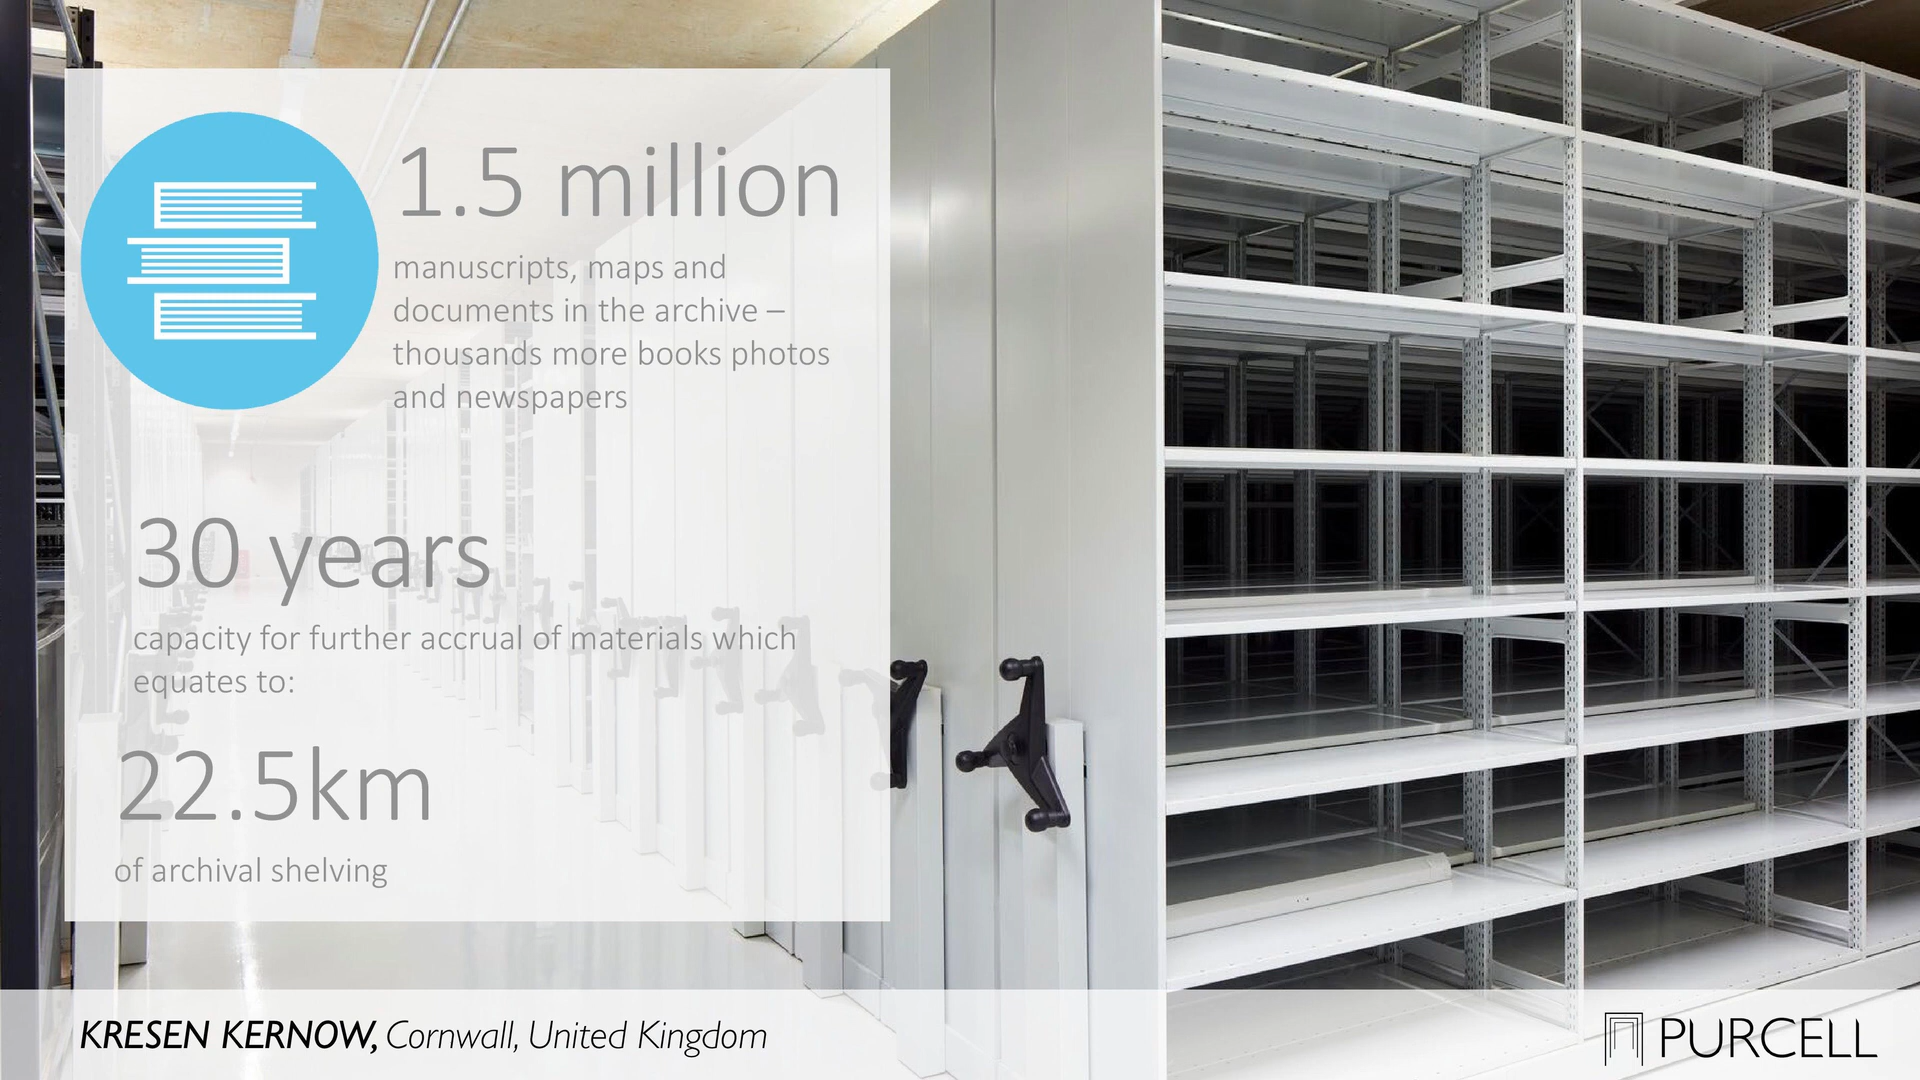 1.5 million
manuscripts, maps and
documents in the archive –
thousands more books photos
and newspapers
30 years
capacity for further accrual of materials which
equates to:
22.5km
of archival shelving
KRESEN KERNOW, Cornwall, United Kingdom
PURCELL